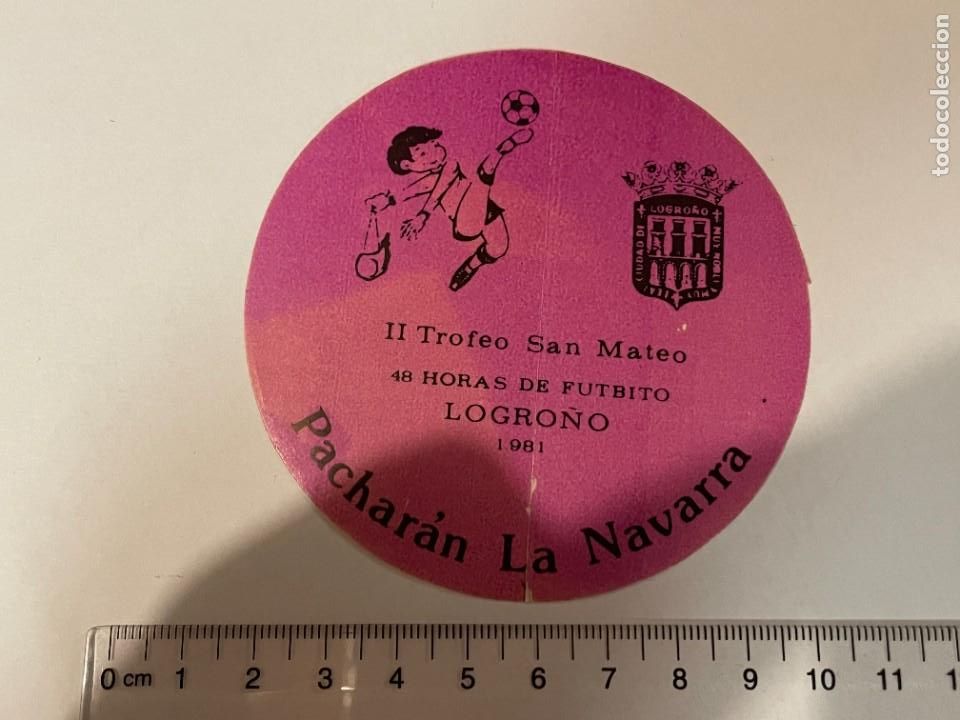 LOGROÑO
CIUDAD DE
MUY
II Trofeo San Mateo
48 HORAS DE FUTBITO
LOGROÑO
1981
Pacharán La Navarra
0 cm 1 2 3 4 5 6 7 8 9 10 11
todocoleccion